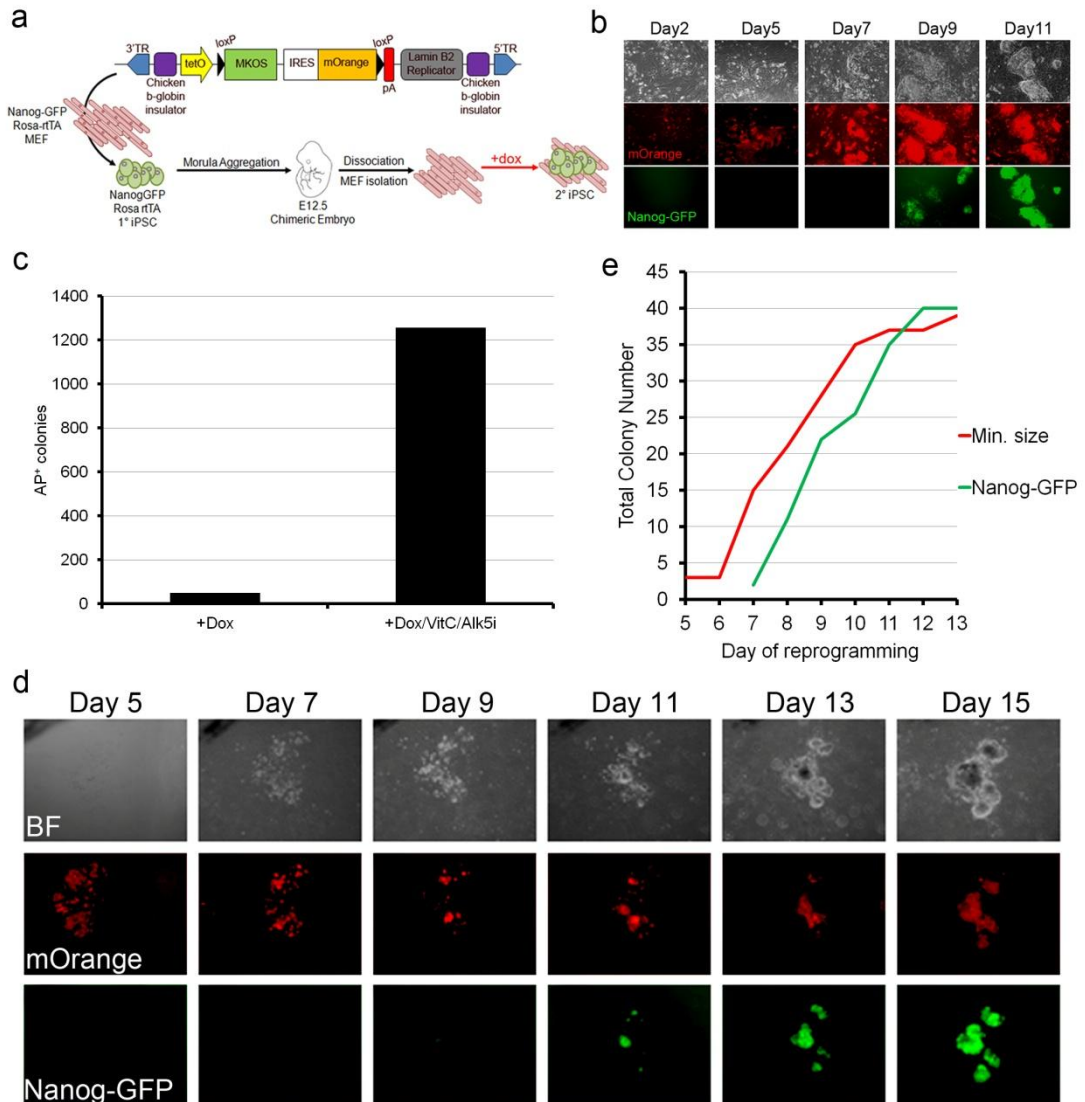 a
3'TR
loxP
loxP
5'TR
tetO
MKOS
IRES
mOrange
Lamin B2
Replicator
Chicken
b-globin
insulator
pA
Chicken
b-globin
insulator
Nanog-GFP
Rosa-rtTA
MEF
Morula Aggregation
Dissociation
MEF isolation
+dox
NanogGFP
Rosa rtTA
1° iPSC
E12.5
Chimeric Embryo
2° iPSC
b
Day2 Day5 Day7 Day9 Day11
mOrange
Nanog-GFP
c
AP+ colonies
1400
1200
1000
800
600
400
200
0
+Dox
+Dox/VitC/Alk5i
e
Total Colony Number
45
40
35
30
25
20
15
10
5
0
5 6 7 8 9 10 11 12 13
Day of reprogramming
Min. size
Nanog-GFP
d
Day 5 Day 7 Day 9 Day 11 Day 13 Day 15
BF
mOrange
Nanog-GFP